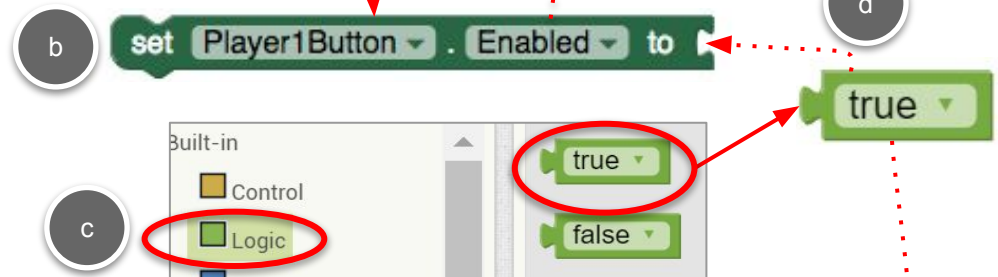 d
b
set Player1Button . Enabled to
true
Built-in
true
Control
c
Logic
false